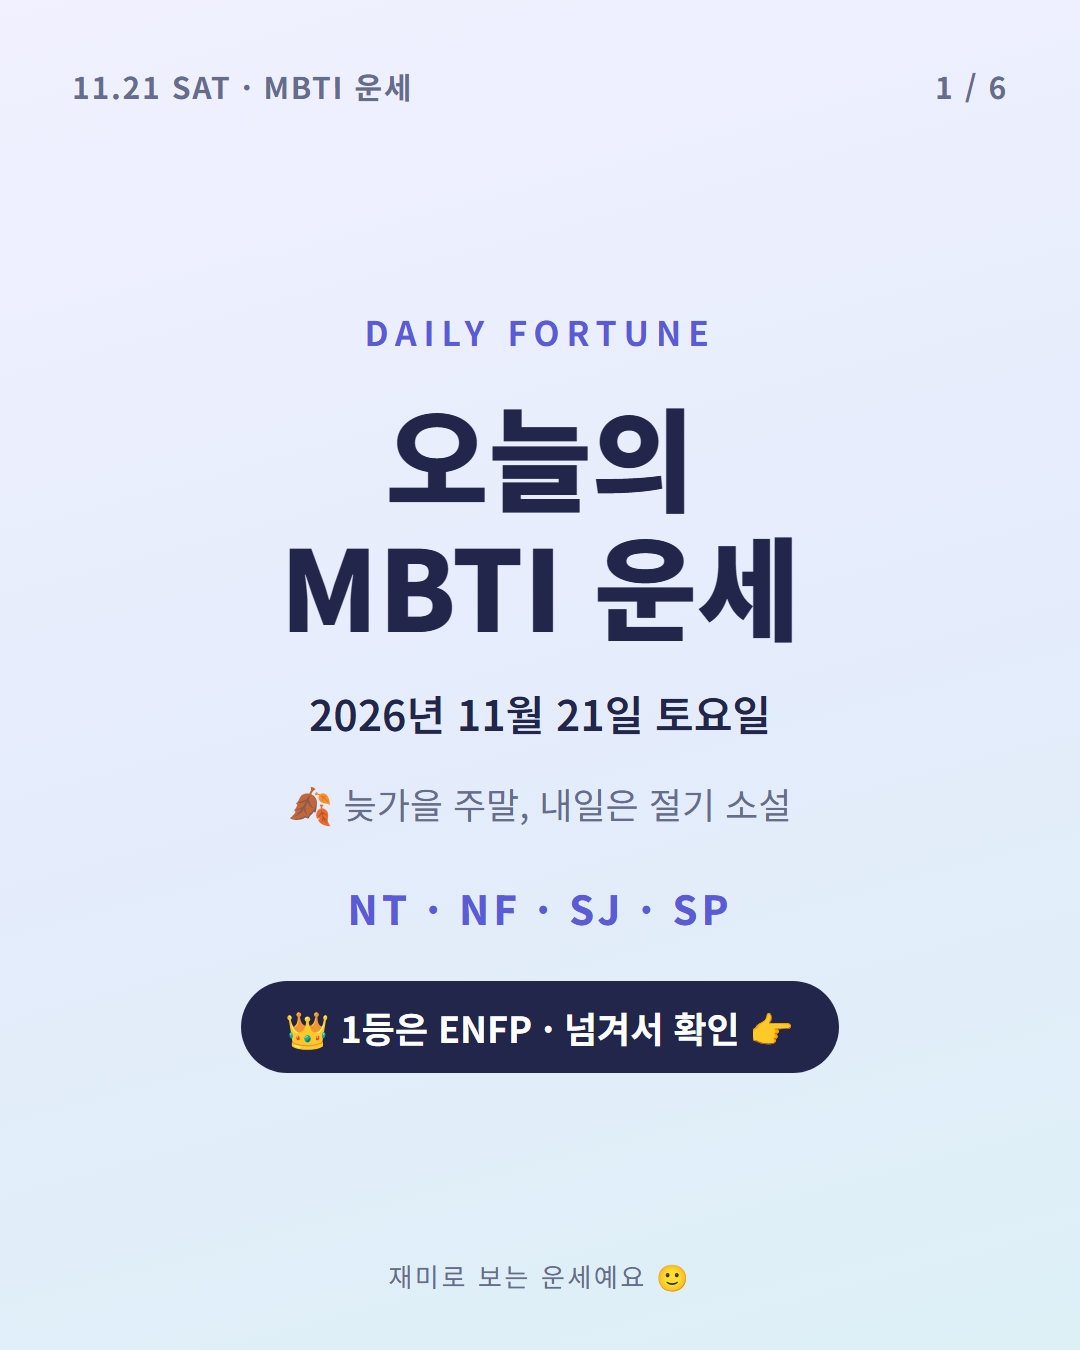 11.21 SAT · MBTI 운세
1 / 6
DAILY FORTUNE
오늘의
MBTI 운세
2026년 11월 21일 토요일
🍂 늦가을 주말, 내일은 절기 소설
NT · NF · SJ · SP
👑 1등은 ENFP · 넘겨서 확인 👉
재미로 보는 운세예요 🙂